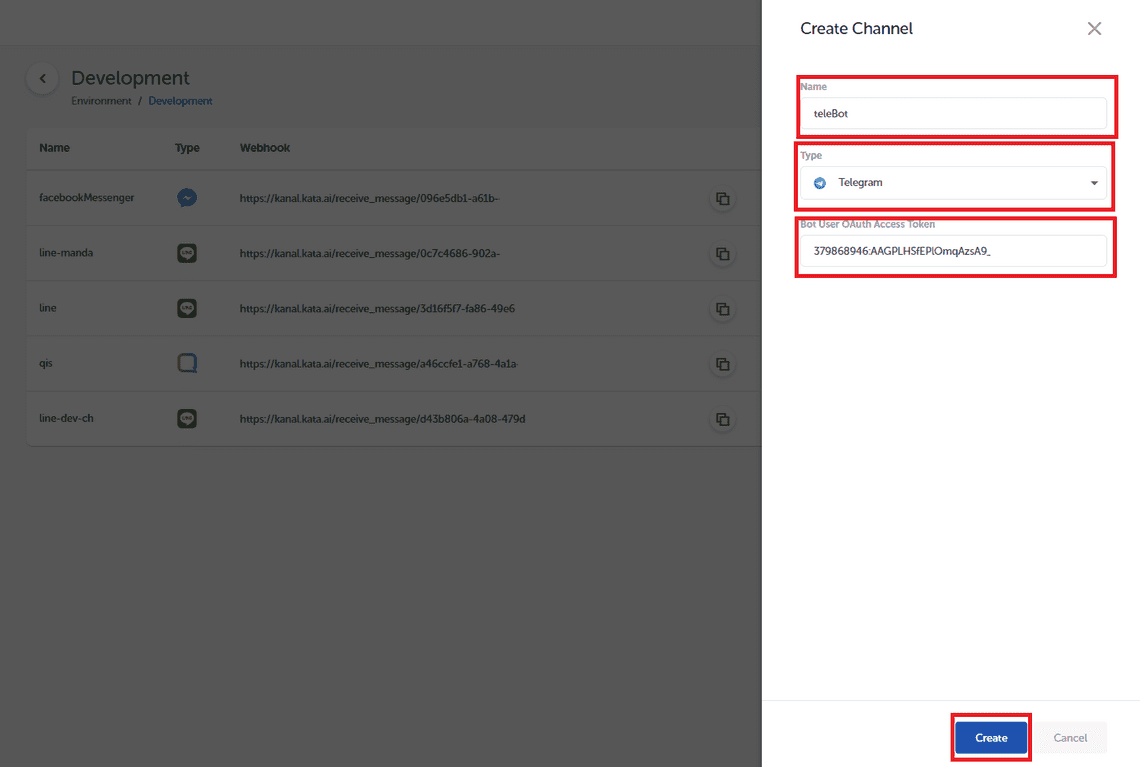 Development
Environment / Development
Name Type Webhook
facebookMessenger https://kanal.kata.ai/receive_message/096e5db1-a61b-
line-manda LINE https://kanal.kata.ai/receive_message/0c7c4686-902a-
line LINE https://kanal.kata.ai/receive_message/3d16f5f7-fa86-49e6
qis https://kanal.kata.ai/receive_message/a46ccfe1-a768-4a1a-
line-dev-ch LINE https://kanal.kata.ai/receive_message/d43b806a-4a08-479d
Create Channel
Name
teleBot
Type
Telegram
Bot User OAuth Access Token
379868946:AAGPLHSfEPlOmqAzsA9_
Create Cancel